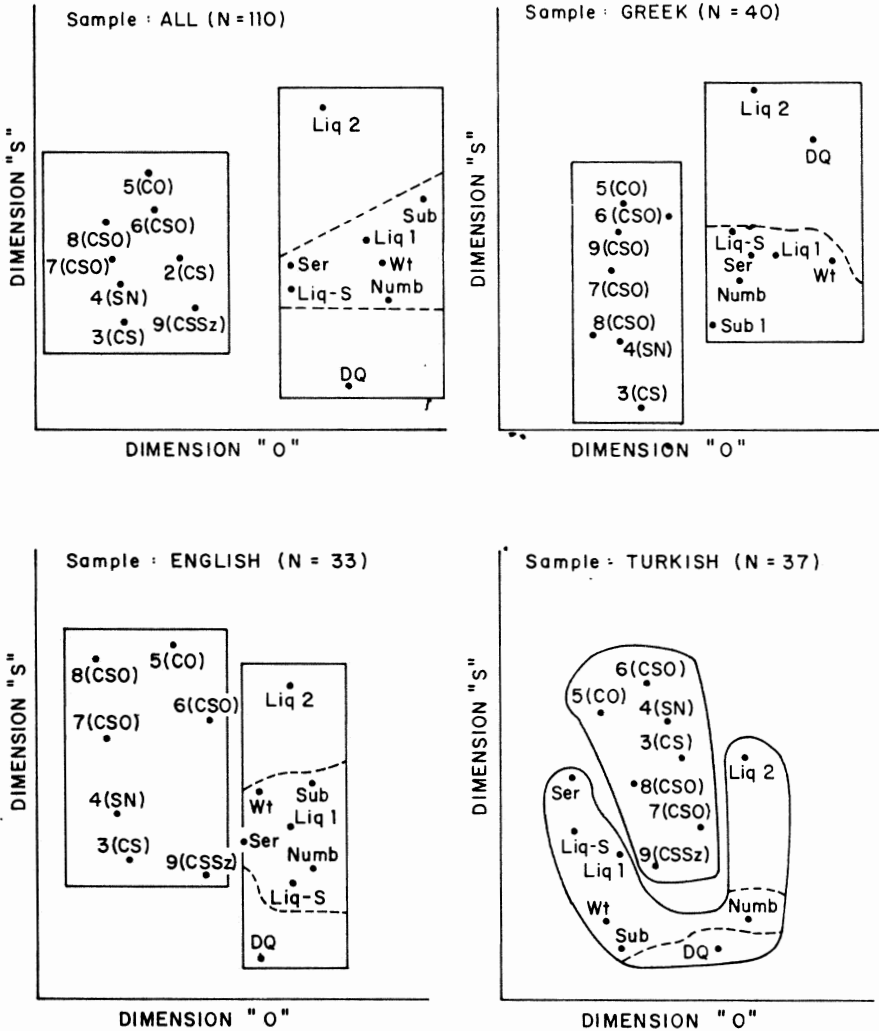 Sample : ALL (N = 110)
DIMENSION "S"
Liq 2
5(CO)
6(CSO)
8(CSO)
7(CSO)
2(CS)
4(SN)
9(CSSz)
3(CS)
Sub
Liq 1
Ser
Wt
Liq-S
Numb
DQ
DIMENSION "O"
Sample : GREEK (N = 40)
DIMENSION "S"
Liq 2
DQ
5(CO)
6(CSO)
9(CSO)
7(CSO)
8(CSO)
4(SN)
3(CS)
Liq-S
Liq 1
Ser
Wt
Numb
Sub 1
DIMENSION "O"
Sample : ENGLISH (N = 33)
DIMENSION "S"
5(CO)
8(CSO)
6(CSO)
7(CSO)
4(SN)
3(CS)
9(CSSz)
Liq 2
Wt
Sub
Liq 1
Ser
Numb
Liq-S
DQ
DIMENSION "O"
Sample : TURKISH (N = 37)
DIMENSION "S"
6(CSO)
5(CO)
4(SN)
3(CS)
8(CSO)
7(CSO)
9(CSSz)
Liq 2
Ser
Liq-S
Liq 1
Wt
Sub
Numb
DQ
DIMENSION "O"